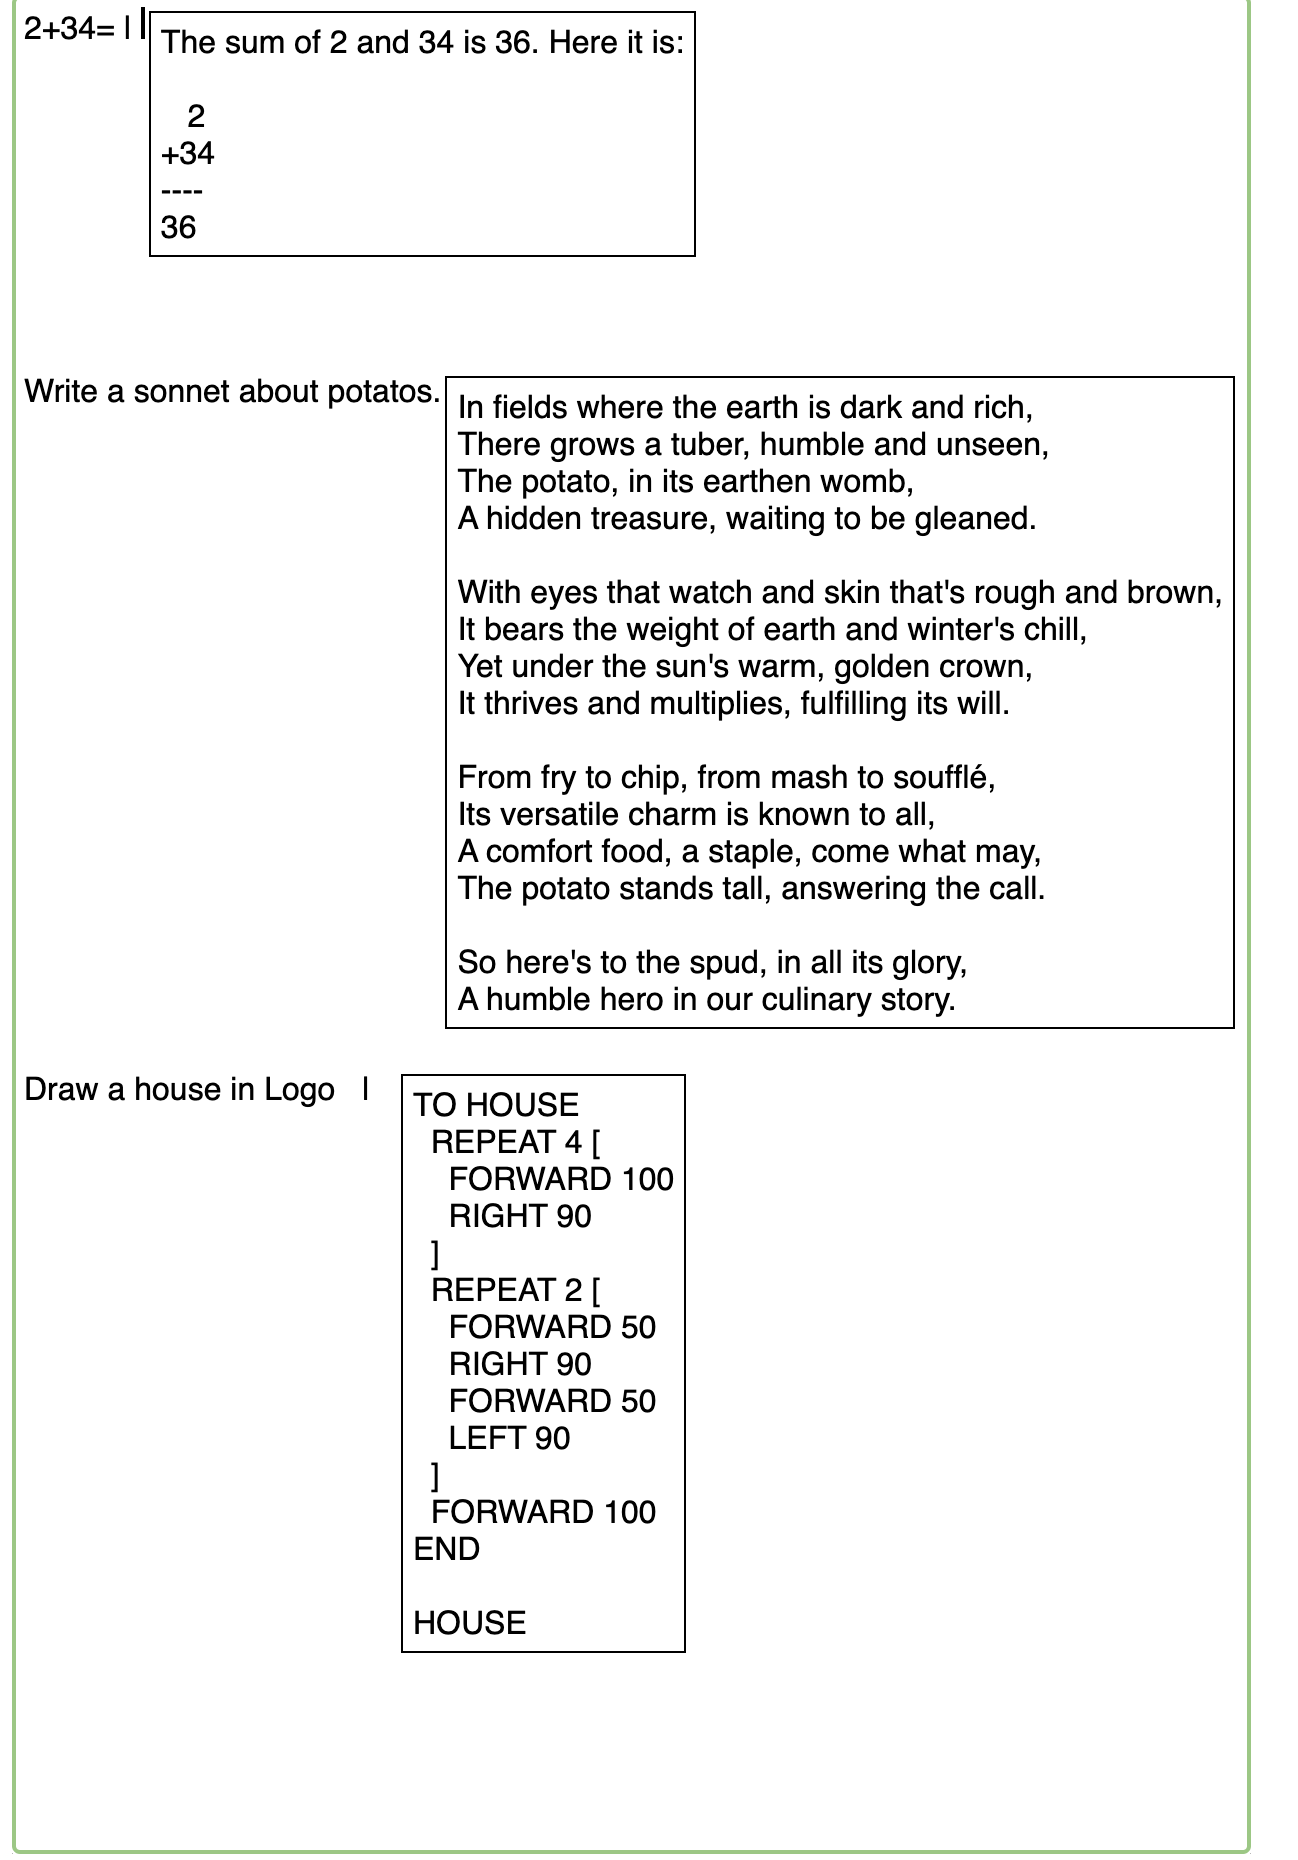 2+34= | |
The sum of 2 and 34 is 36. Here it is:
2
+34
----
36
Write a sonnet about potatos.
In fields where the earth is dark and rich,
There grows a tuber, humble and unseen,
The potato, in its earthen womb,
A hidden treasure, waiting to be gleaned.
With eyes that watch and skin that's rough and brown,
It bears the weight of earth and winter's chill,
Yet under the sun's warm, golden crown,
It thrives and multiplies, fulfilling its will.
From fry to chip, from mash to soufflé,
Its versatile charm is known to all,
A comfort food, a staple, come what may,
The potato stands tall, answering the call.
So here's to the spud, in all its glory,
A humble hero in our culinary story.
Draw a house in Logo |
TO HOUSE
REPEAT 4 [
FORWARD 100
RIGHT 90
]
REPEAT 2 [
FORWARD 50
RIGHT 90
FORWARD 50
LEFT 90
]
FORWARD 100
END
HOUSE